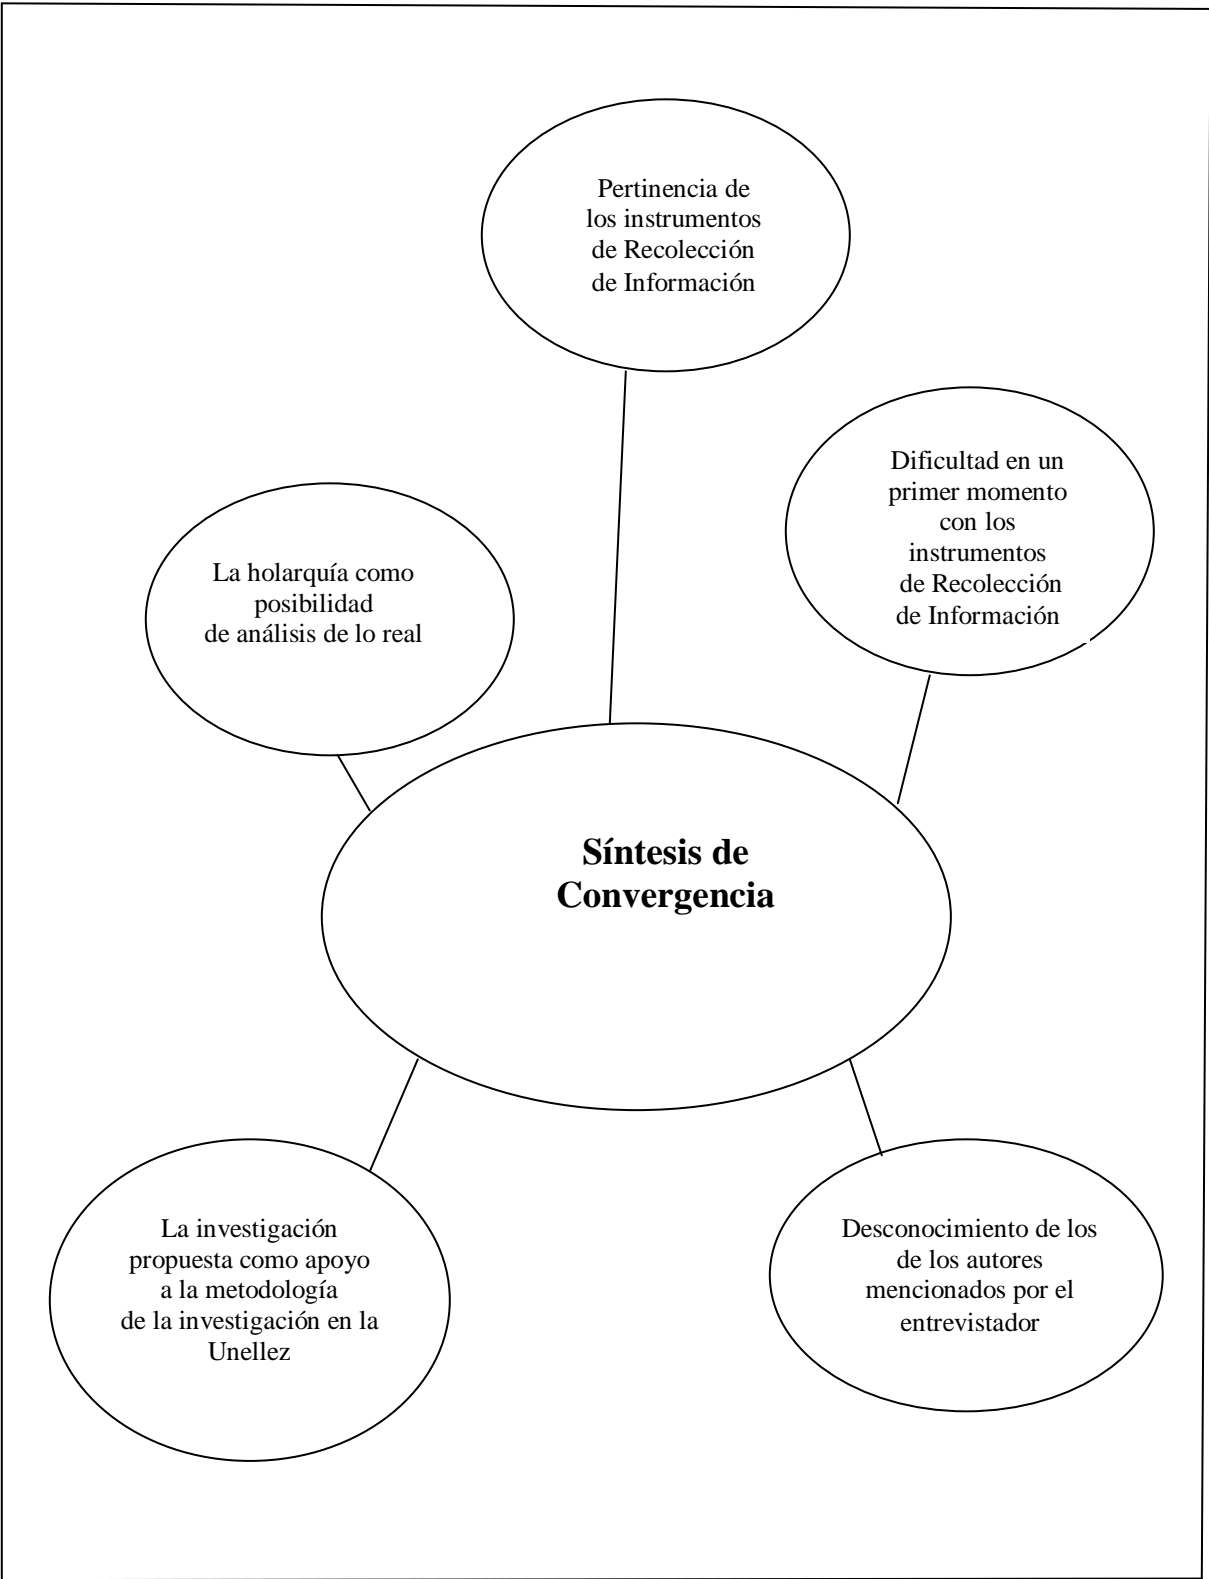 Pertinencia de
los instrumentos
de Recolección
de Información
Dificultad en un
primer momento
con los
instrumentos
de Recolección
de Información
La holarquía como
posibilidad
de análisis de lo real
Síntesis de
Convergencia
La investigación
propuesta como apoyo
a la metodología
de la investigación en la
Unellez
Desconocimiento de los
de los autores
mencionados por el
entrevistador